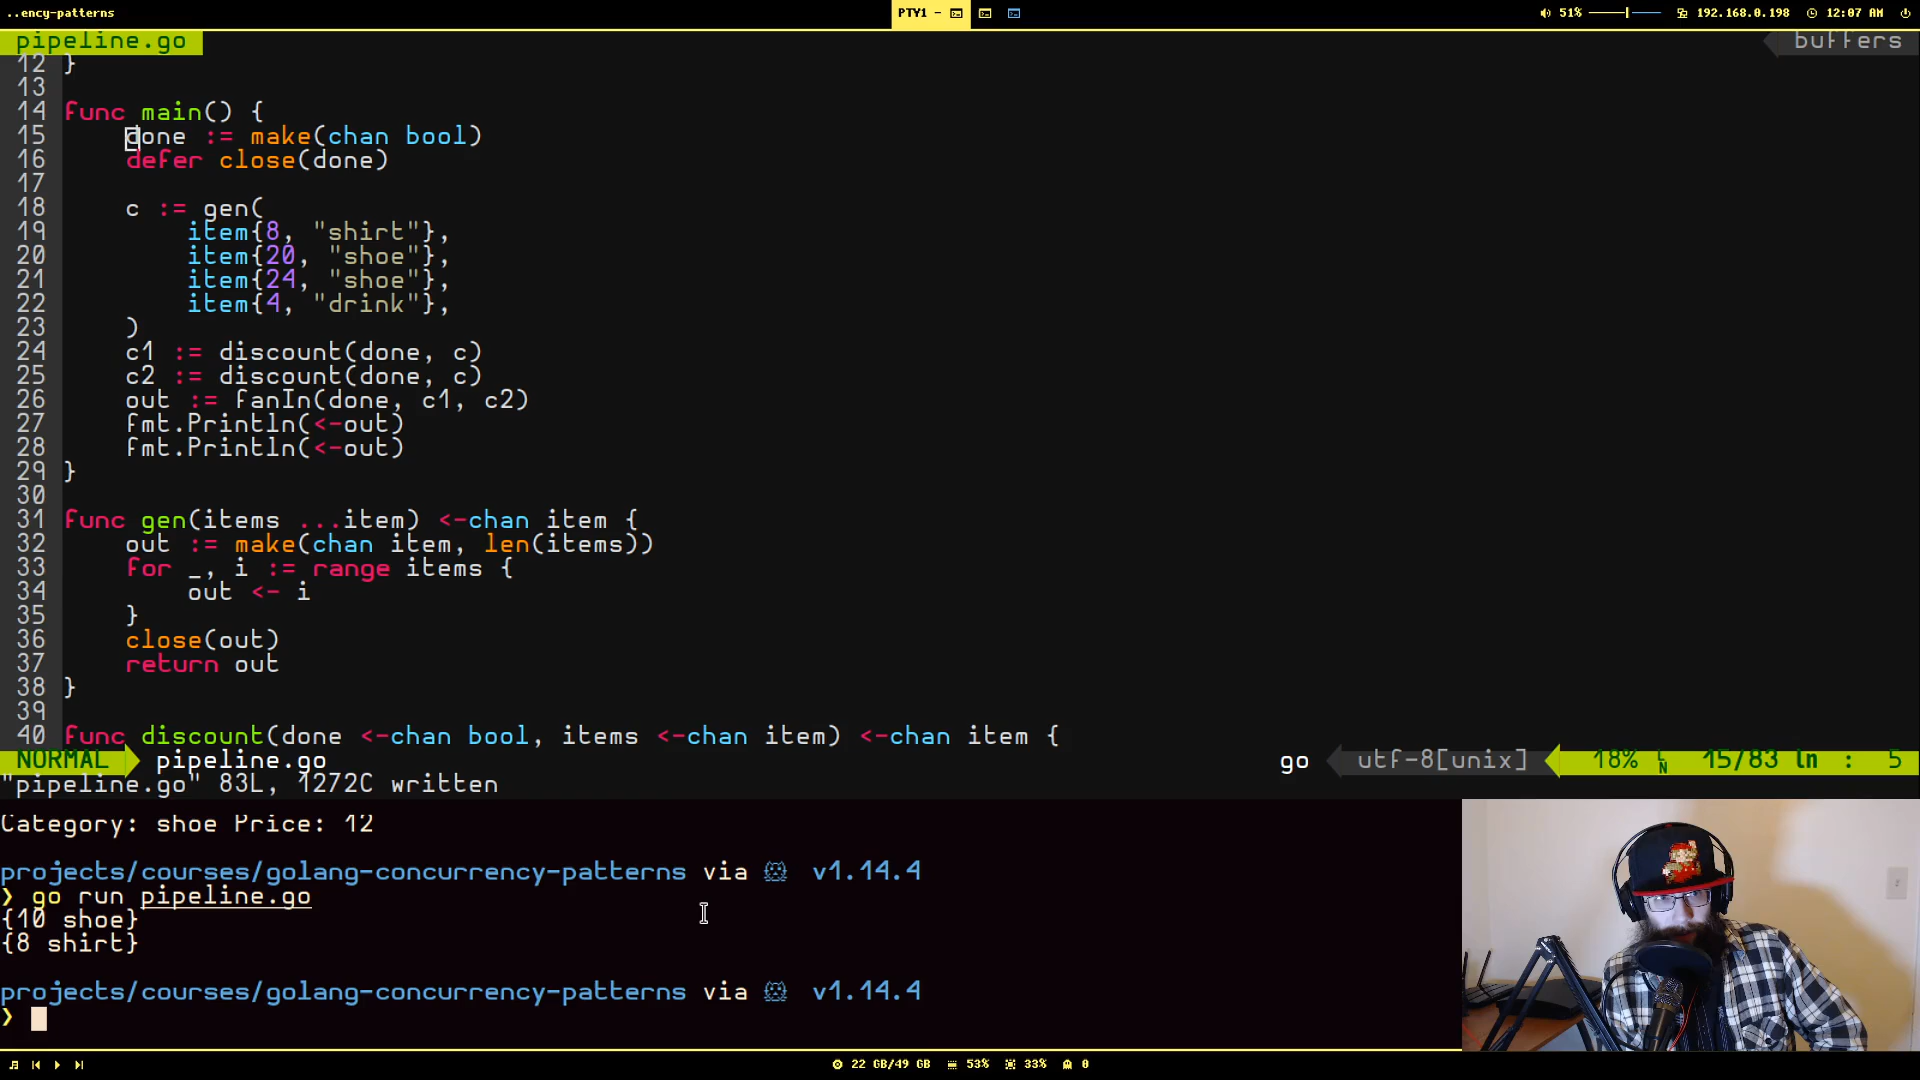 ..ency-patterns
PTY1 -
51%
192.168.0.198
12:07 AM
pipeline.go
buffers
12 }
13
14 func main() {
15 done := make(chan bool)
16 defer close(done)
17
18 c := gen(
19 item{8, "shirt"},
20 item{20, "shoe"},
21 item{24, "shoe"},
22 item{4, "drink"},
23 )
24 c1 := discount(done, c)
25 c2 := discount(done, c)
26 out := fanIn(done, c1, c2)
27 fmt.Println(<-out)
28 fmt.Println(<-out)
29 }
30
31 func gen(items ...item) <-chan item {
32 out := make(chan item, len(items))
33 for _, i := range items {
34 out <- i
35 }
36 close(out)
37 return out
38 }
39
40 func discount(done <-chan bool, items <-chan item) <-chan item {
NORMAL pipeline.go go utf-8[unix] 18% LN 15/83 ln : 5
"pipeline.go" 83L, 1272C written
Category: shoe Price: 12
projects/courses/golang-concurrency-patterns via v1.14.4
❯ go run pipeline.go
{10 shoe}
{8 shirt}
projects/courses/golang-concurrency-patterns via v1.14.4
❯
22 GB/49 GB 53% 33% 0